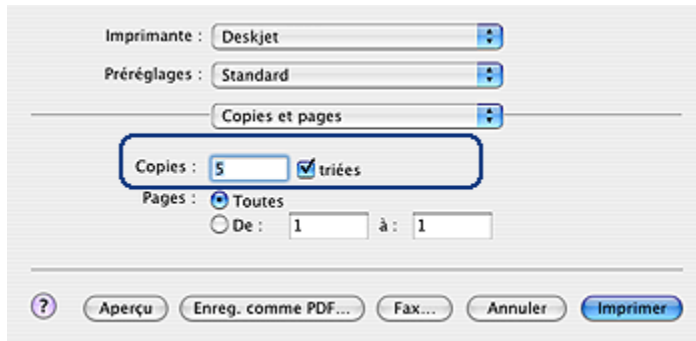 Imprimante : Deskjet
Préréglages : Standard
Copies et pages
Copies : 5 triées
Pages : Toutes
De : 1 à : 1
? Aperçu Enreg. comme PDF... Fax... Annuler Imprimer